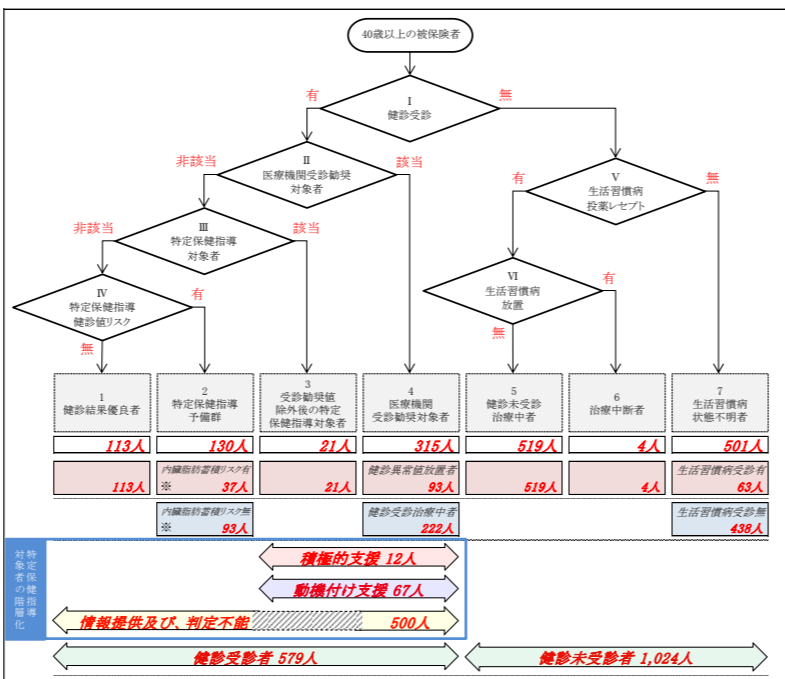 40歳以上の被保険者
Ⅰ
健診受診
有
無
Ⅱ
医療機関受診勧奨
対象者
非該当
該当
Ⅴ
生活習慣病
投薬レセプト
有
無
Ⅲ
特定保健指導
対象者
非該当
該当
Ⅵ
生活習慣病
放置
有
無
Ⅳ
特定保健指導
健診値リスク
有
無
1
健診結果優良者
2
特定保健指導
予備群
3
受診勧奨値
除外後の特定
保健指導対象者
4
医療機関
受診勧奨対象者
5
健診未受診
治療中者
6
治療中断者
7
生活習慣病
状態不明者
113人 130人 21人 315人 519人 4人 501人
内臓脂肪蓄積リスク有 健診異常値放置者 生活習慣病受診有
113人 ※ 37人 21人 93人 519人 4人 63人
内臓脂肪蓄積リスク無 健診受診治療中者 生活習慣病受診無
※ 93人 222人 438人
特定保健指導
対象者の階層化
積極的支援 12人
動機付け支援 67人
情報提供及び、判定不能 500人
健診受診者 579人 健診未受診者 1,024人